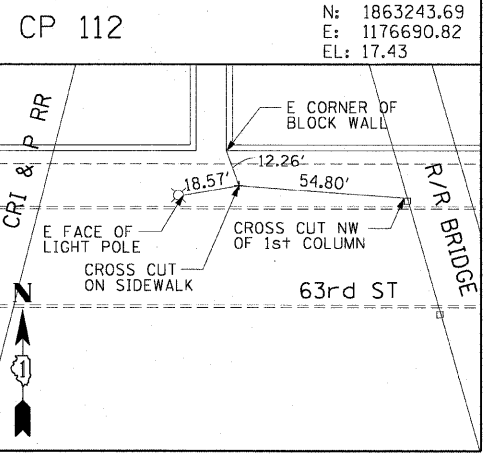 CP 112
N: 1863243.69
E: 1176690.82
EL: 17.43
CRI & P RR
E CORNER OF
BLOCK WALL
12.26'
18.57'
54.80'
R/R BRIDGE
E FACE OF
LIGHT POLE
CROSS CUT NW
OF 1st COLUMN
CROSS CUT
ON SIDEWALK
63rd ST
N
1